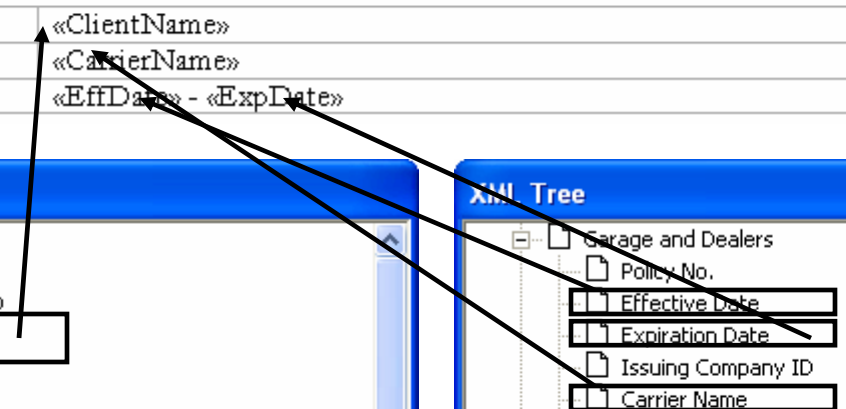 «ClientName»
«CarrierName»
«EffDate» - «ExpDate»
XML Tree
Garage and Dealers
Policy No.
Effective Date
Expiration Date
Issuing Company ID
Carrier Name